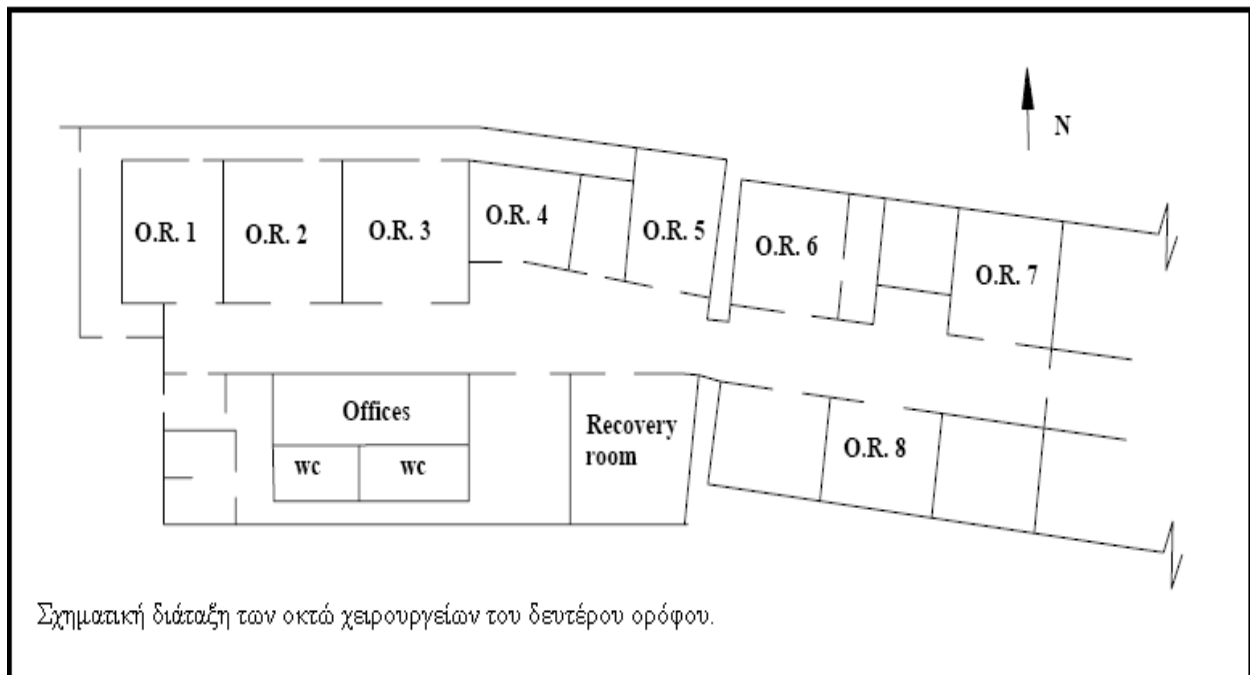 N
O.R. 1
O.R. 2
O.R. 3
O.R. 4
O.R. 5
O.R. 6
O.R. 7
Offices
wc
wc
Recovery
room
O.R. 8
Σχηματική διάταξη των οκτώ χειρουργείων του δευτέρου ορόφου.